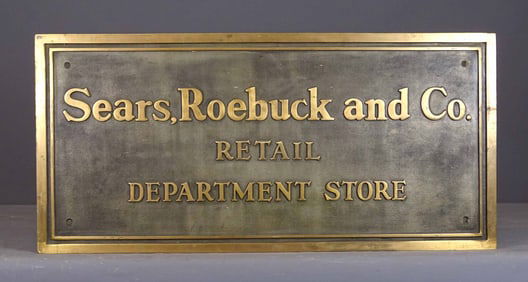 Sears, Roebuck and Co.
RETAIL
DEPARTMENT STORE